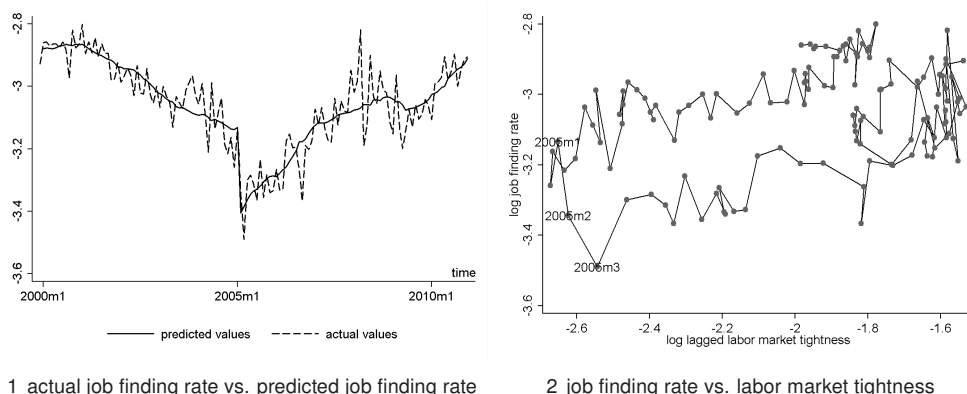 -2.8
-3
-3.2
-3.4
-3.6
time
2000m1 2005m1 2010m1
predicted values actual values
1 actual job finding rate vs. predicted job finding rate
log job finding rate
-2.8
-3
-3.2
-3.4
-3.6
2005m1
2005m2
2005m3
-2.6 -2.4 -2.2 -2 -1.8 -1.6
log lagged labor market tightness
2 job finding rate vs. labor market tightness